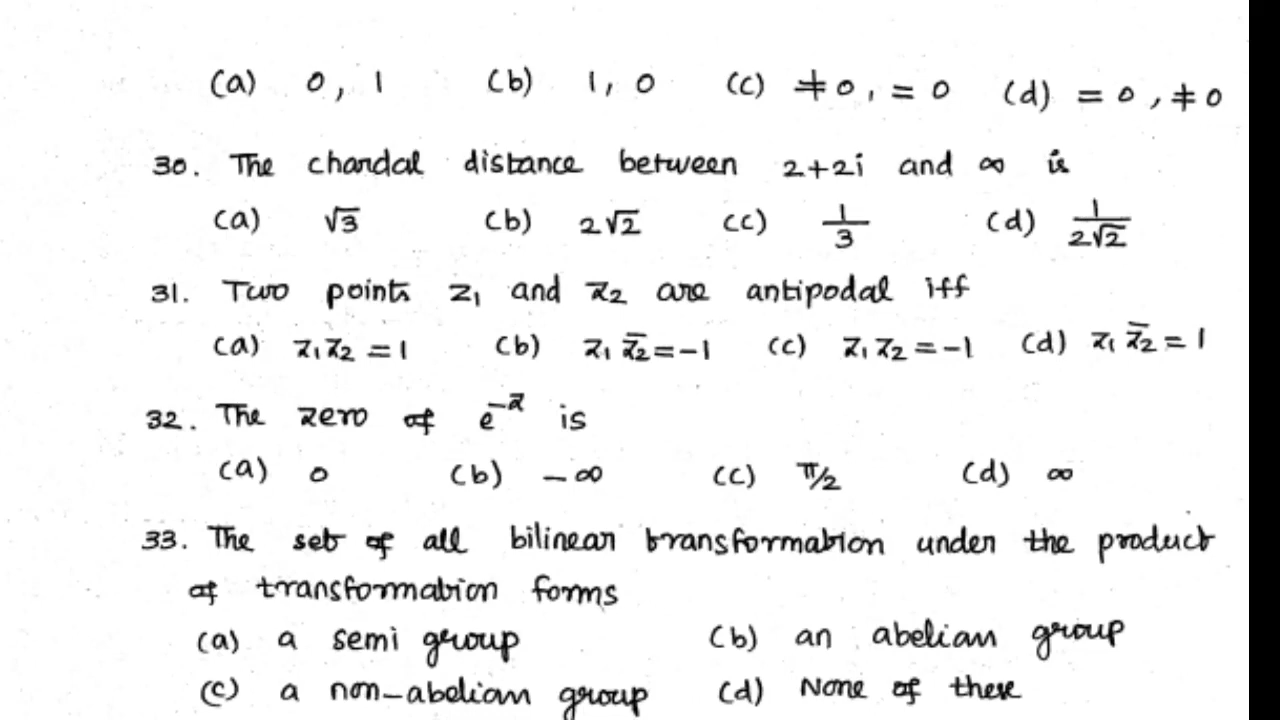 (a) 0, 1 (b) 1, 0 (c) ≠0, = 0 (d) = 0, ≠0
30. The chordal distance between 2+2i and ∞ is
(a) √3 (b) 2√2 (c) 1/3 (d) 1/2√2
31. Two points z₁ and z₂ are antipodal iff
(a) z₁z₂ = 1 (b) z₁z̄₂ = -1 (c) z₁z₂ = -1 (d) z₁z̄₂ = 1
32. The zero of e⁻ᶻ is
(a) 0 (b) -∞ (c) π/2 (d) ∞
33. The set of all bilinear transformation under the product
of transformation forms
(a) a semi group (b) an abelian group
(c) a non-abelian group (d) None of these